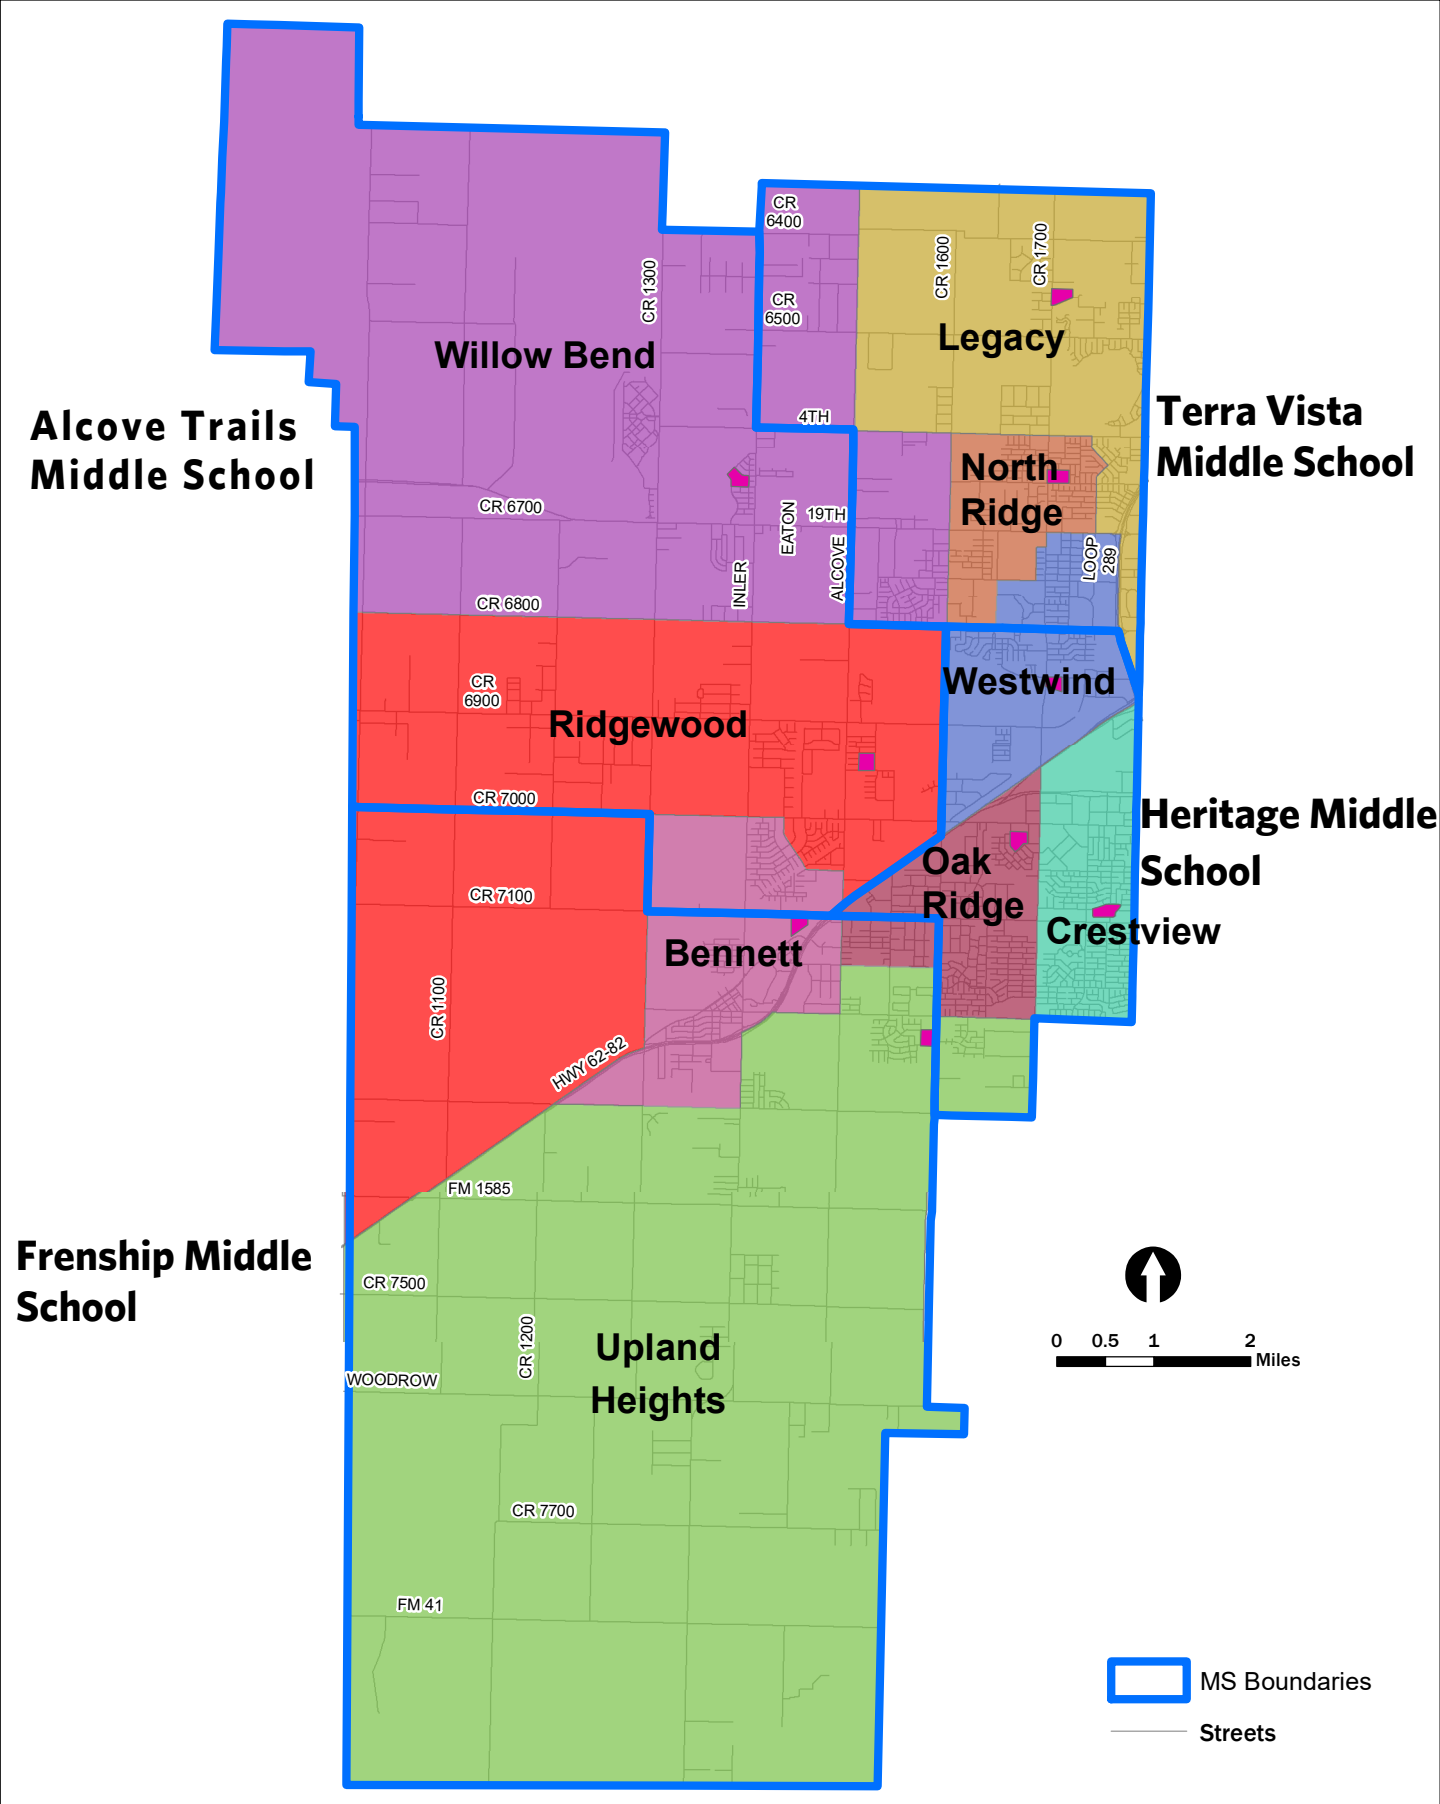 CR
6400
CR 1300
CR 1600
CR 1700
CR
6500
Legacy
Willow Bend
Alcove Trails
Middle School
Terra Vista
Middle School
4TH
North
Ridge
CR 6700
EATON
19TH
LOOP
289
INLER
ALCOVE
CR 6800
CR
6900
Westwind
Ridgewood
CR 7000
Heritage Middle
School
Oak
Ridge
CR 7100
Crestview
Bennett
CR 1100
HWY 62-82
FM 1585
Frenship Middle
School
CR 7500
CR 1200
Upland
Heights
WOODROW
0 0.5 1 2
Miles
CR 7700
FM 41
MS Boundaries
Streets